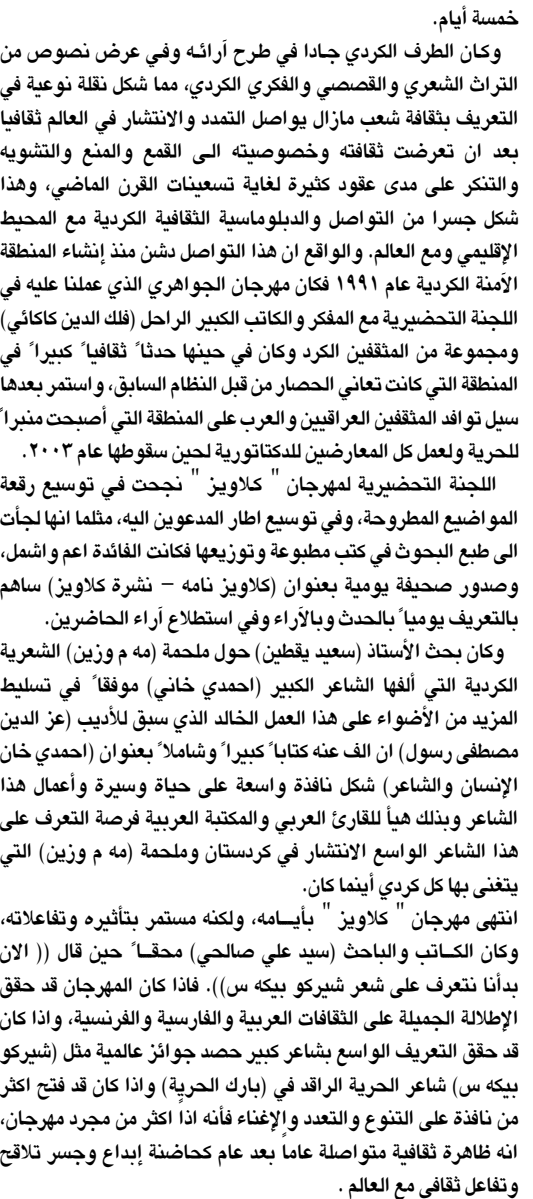 خمسة أيام.
وكان الطرف الكردي جادا في طرح آرائه وفي عرض نصوص من
التراث الشعري والقصصي والفكري الكردي، مما شكل نقلة نوعية في
التعريف بثقافة شعب مازال يواصل التمدد والانتشار في العالم ثقافيا
بعد ان تعرضت ثقافته وخصوصيته الى القمع والمنع والتشويه
والتنكر على مدى عقود كثيرة لغاية تسعينات القرن الماضي، وهذا
شكل جسرا من التواصل والدبلوماسية الثقافية الكردية مع المحيط
الإقليمي ومع العالم. والواقع ان هذا التواصل دشن منذ إنشاء المنطقة
الآمنة الكردية عام ١٩٩١ فكان مهرجان الجواهري الذي عملنا عليه في
اللجنة التحضيرية مع المفكر والكاتب الكبير الراحل (فلك الدين كاكائي)
ومجموعة من المثقفين الكرد وكان في حينها حدثاً ثقافياً كبيراً في
المنطقة التي كانت تعاني الحصار من قبل النظام السابق، واستمر بعدها
سيل توافد المثقفين العراقيين والعرب على المنطقة التي أصبحت منبراً
للحرية ولعمل كل المعارضين للدكتاتورية لحين سقوطها عام ٢٠٠٣.
اللجنة التحضيرية لمهرجان " كلاويز " نجحت في توسيع رقعة
المواضيع المطروحة، وفي توسيع اطار المدعوين اليه، مثلما انها لجأت
الى طبع البحوث في كتب مطبوعة وتوزيعها فكانت الفائدة اعم واشمل،
وصدور صحيفة يومية بعنوان (كلاويز نامه – نشرة كلاويز) ساهم
بالتعريف يومياً بالحدث وبالآراء وفي استطلاع آراء الحاضرين.
وكان بحث الأستاذ (سعيد يقطين) حول ملحمة (مه م وزين) الشعرية
الكردية التي ألفها الشاعر الكبير (احمدي خاني) موفقاً في تسليط
المزيد من الأضواء على هذا العمل الخالد الذي سبق للأديب (عز الدين
مصطفى رسول) ان الف عنه كتاباً كبيراً وشاملاً بعنوان (احمدي خان
الإنسان والشاعر) شكل نافذة واسعة على حياة وسيرة وأعمال هذا
الشاعر وبذلك هيأ للقارئ العربي والمكتبة العربية فرصة التعرف على
هذا الشاعر الواسع الانتشار في كردستان وملحمة (مه م وزين) التي
يتغنى بها كل كردي أينما كان.
انتهى مهرجان " كلاويز " بأيـــامه، ولكنه مستمر بتأثيره وتفاعلاته،
وكان الكـــاتب والباحث (سيد علي صالحي) محقـــاً حين قال (( الان
بدأنا نتعرف على شعر شيركو بيكه س)). فاذا كان المهرجان قد حقق
الإطلالة الجميلة على الثقافات العربية والفارسية والفرنسية، واذا كان
قد حقق التعريف الواسع بشاعر كبير حصد جوائز عالمية مثل (شيركو
بيكه س) شاعر الحرية الراقد في (بارك الحرية) واذا كان قد فتح اكثر
من نافذة على التنوع والتعدد والإغناء فأنه اذا اكثر من مجرد مهرجان،
انه ظاهرة ثقافية متواصلة عاماً بعد عام كحاضنة إبداع وجسر تلاقح
وتفاعل ثقافي مع العالم .